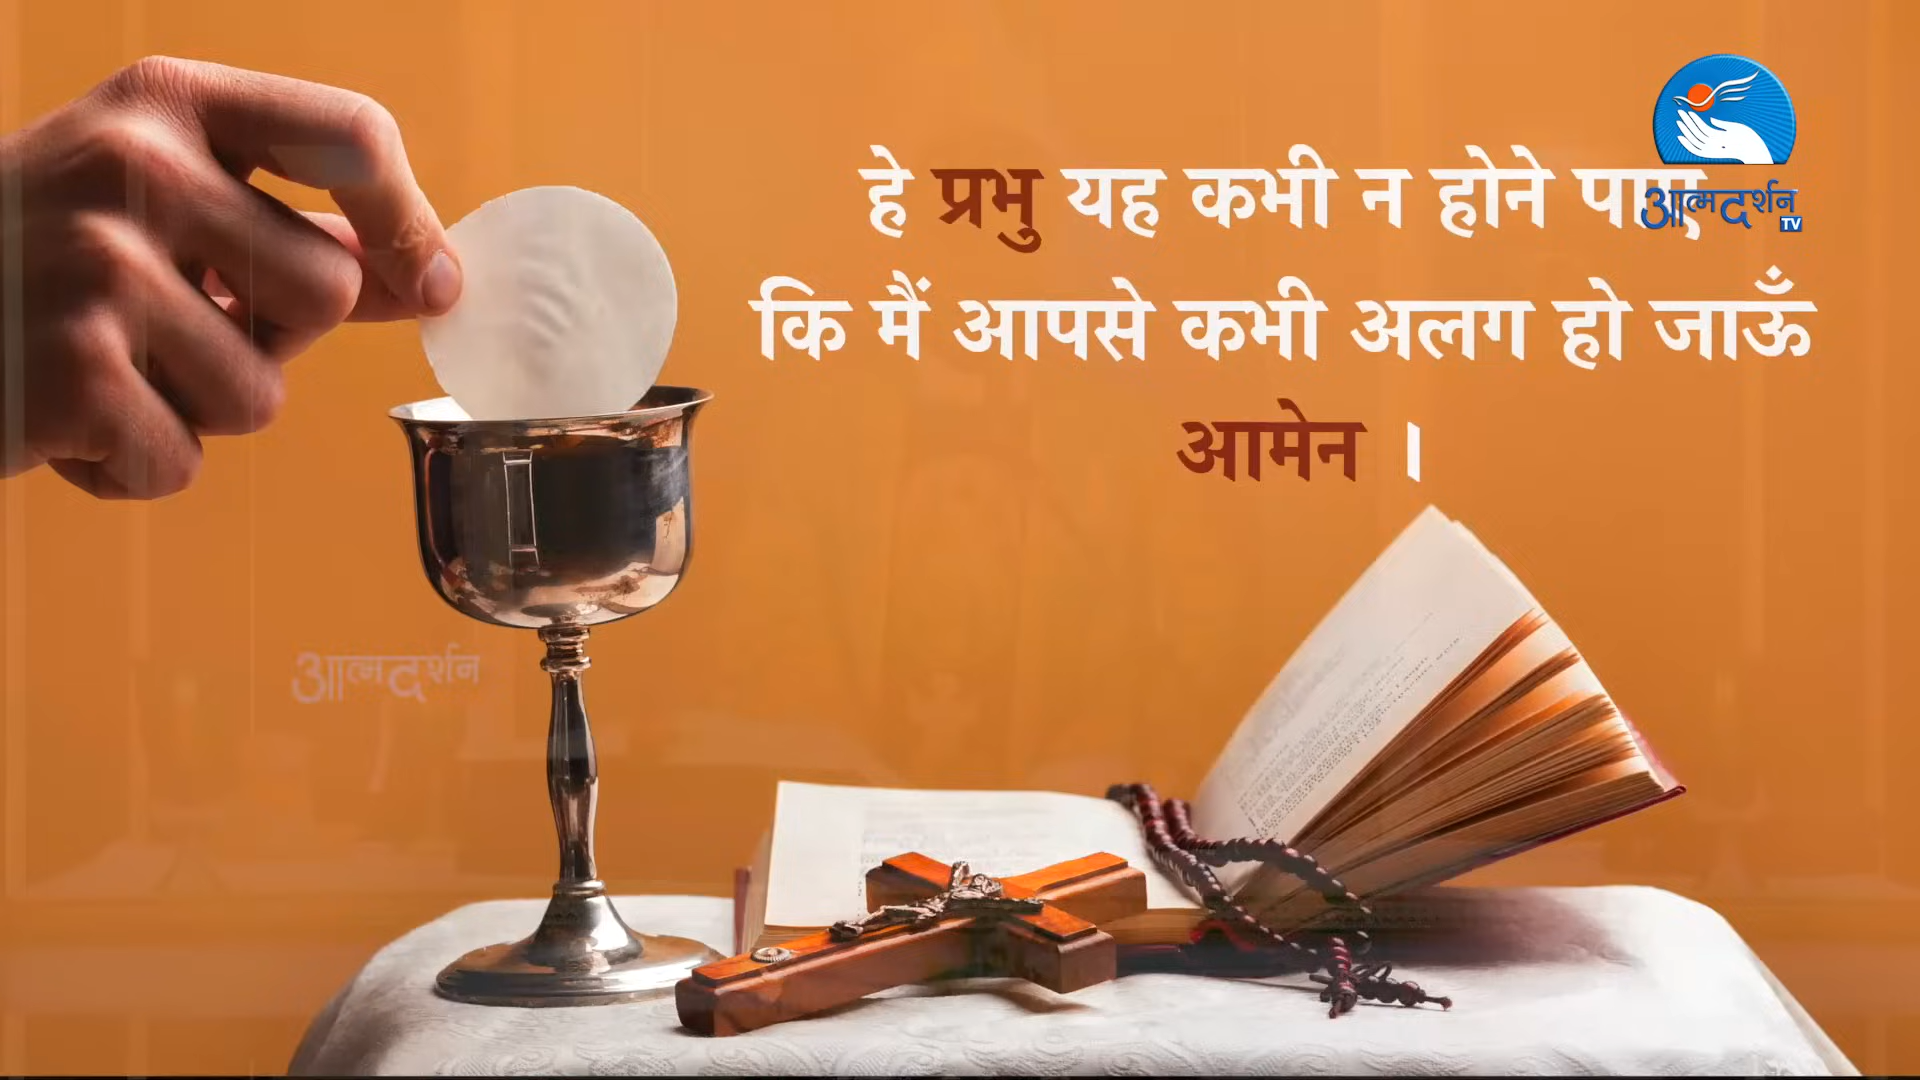 हे प्रभु यह कभी न होने पाए
कि मैं आपसे कभी अलग हो जाऊँ
आमेन ।
आत्मदर्शन
TV
आत्मदर्शन